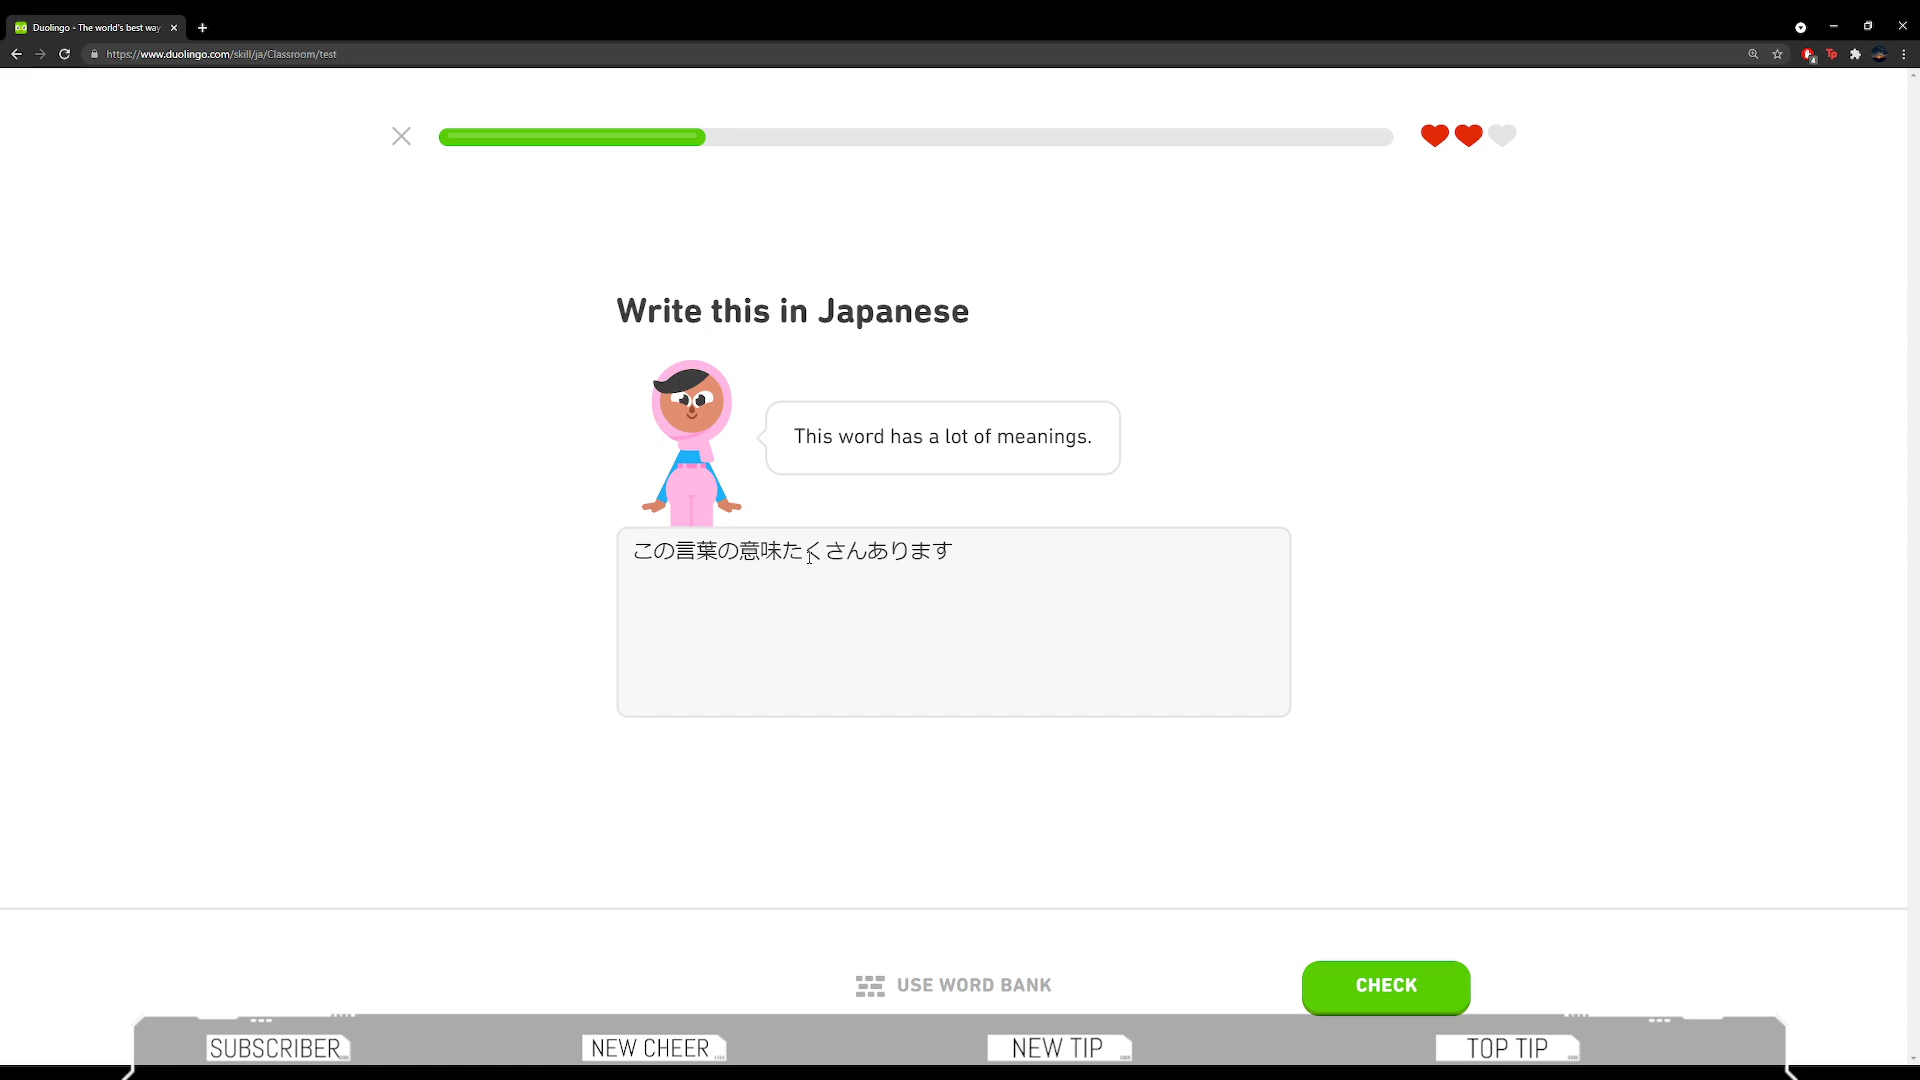 Duolingo - The world's best way
https://www.duolingo.com/skill/ja/Classroom/test
Tp
4
Write this in Japanese
This word has a lot of meanings.
この言葉の意味たくさんあります
USE WORD BANK
CHECK
SUBSCRIBER
NEW CHEER
NEW TIP
TOP TIP